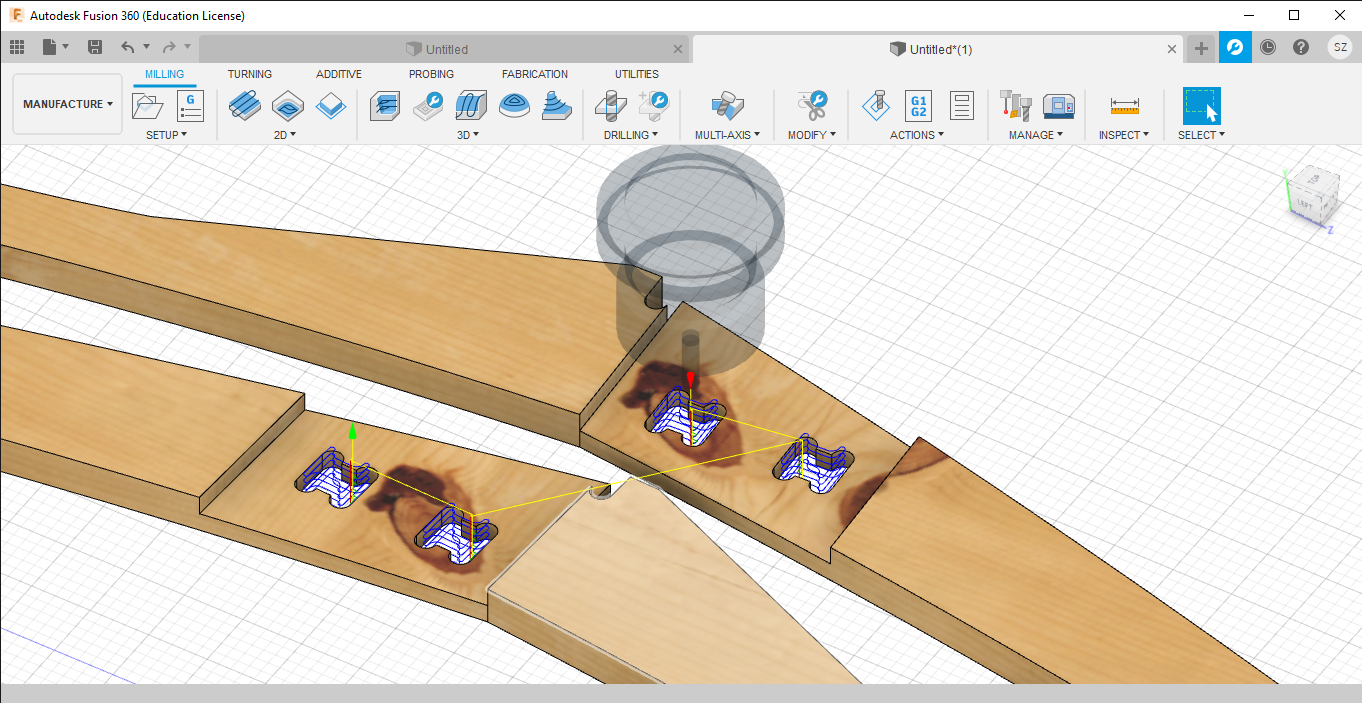 Autodesk Fusion 360 (Education License)
Untitled
Untitled*(1)
SZ
MANUFACTURE
MILLING
TURNING
ADDITIVE
PROBING
FABRICATION
UTILITIES
G
G1
G2
SETUP
2D
3D
DRILLING
MULTI-AXIS
MODIFY
ACTIONS
MANAGE
INSPECT
SELECT
TOP
LEFT
Z